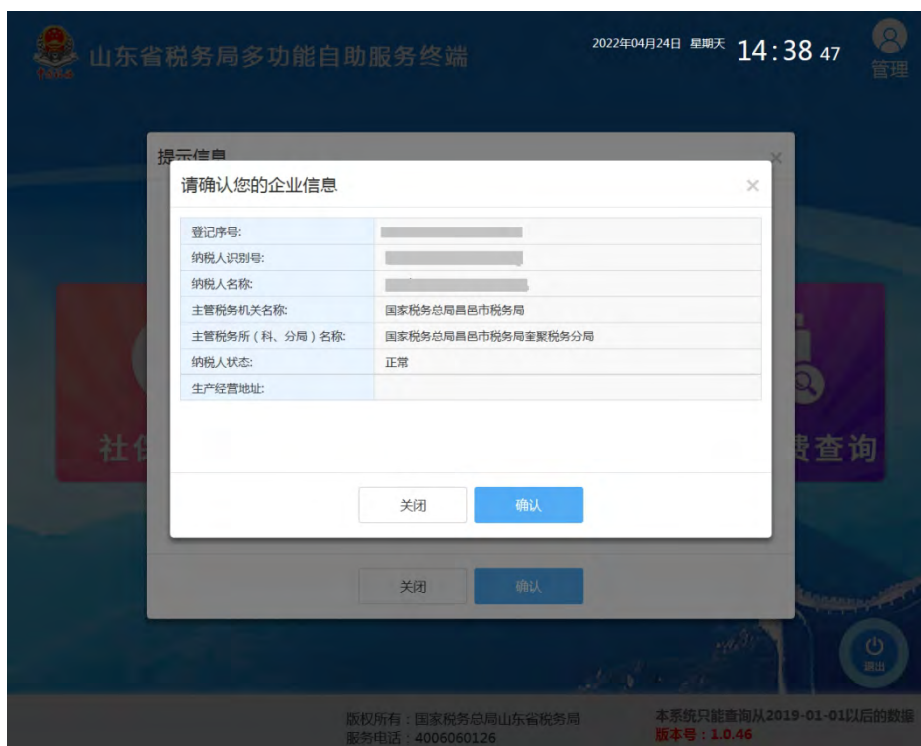 山东省税务局多功能自助服务终端
2022年04月24日 星期天 14:38 47
管理
提示信息
请确认您的企业信息
登记序号:
纳税人识别号:
纳税人名称:
主管税务机关名称: 国家税务总局昌邑市税务局
主管税务所（科、分局）名称: 国家税务总局昌邑市税务局奎聚税务分局
纳税人状态: 正常
生产经营地址:
社保
费查询
关闭 确认
关闭 确认
退出
版权所有：国家税务总局山东省税务局
服务电话：4006060126
本系统只能查询从2019-01-01以后的数据
版本号：1.0.46